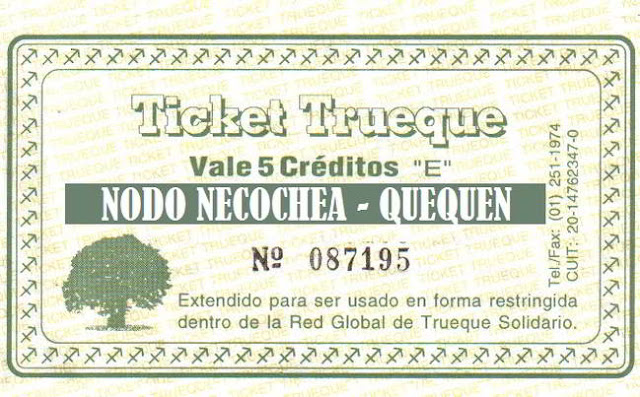 Ticket Trueque
Vale 5 Créditos "E"
NODO NECOCHEA - QUEQUEN
Nº 087195
Extendido para ser usado en forma restringida
dentro de la Red Global de Trueque Solidario.
Tel./Fax: (01) 251-1974
CUIT.: 20-14762347-0